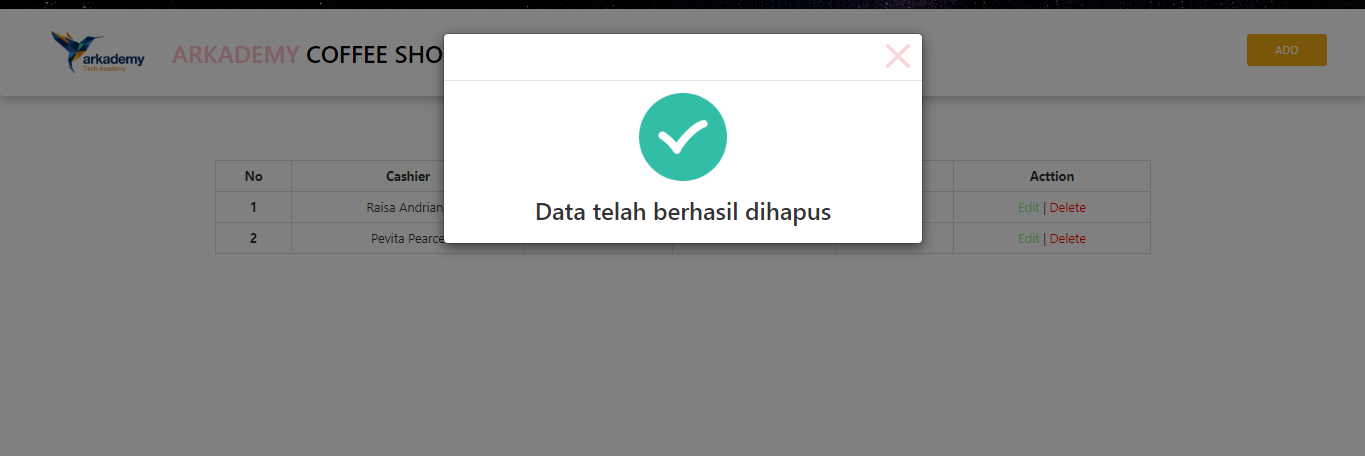 arkademy
Tech Academy
ARKADEMY COFFEE SHO
ADD
No Cashier Acttion
1 Raisa Andrian Edit | Delete
2 Pevita Pearce Edit | Delete
Data telah berhasil dihapus